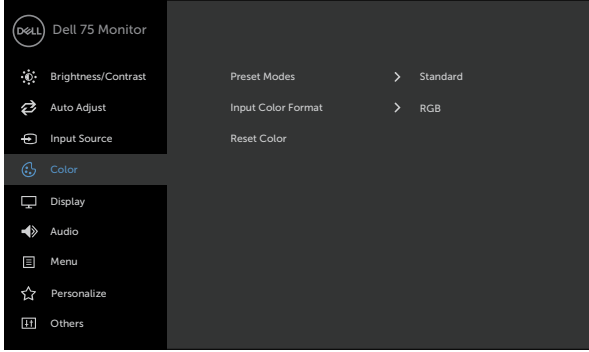 DELL Dell 75 Monitor
Brightness/Contrast
Auto Adjust
Input Source
Color
Display
Audio
Menu
Personalize
Others
Preset Modes > Standard
Input Color Format > RGB
Reset Color